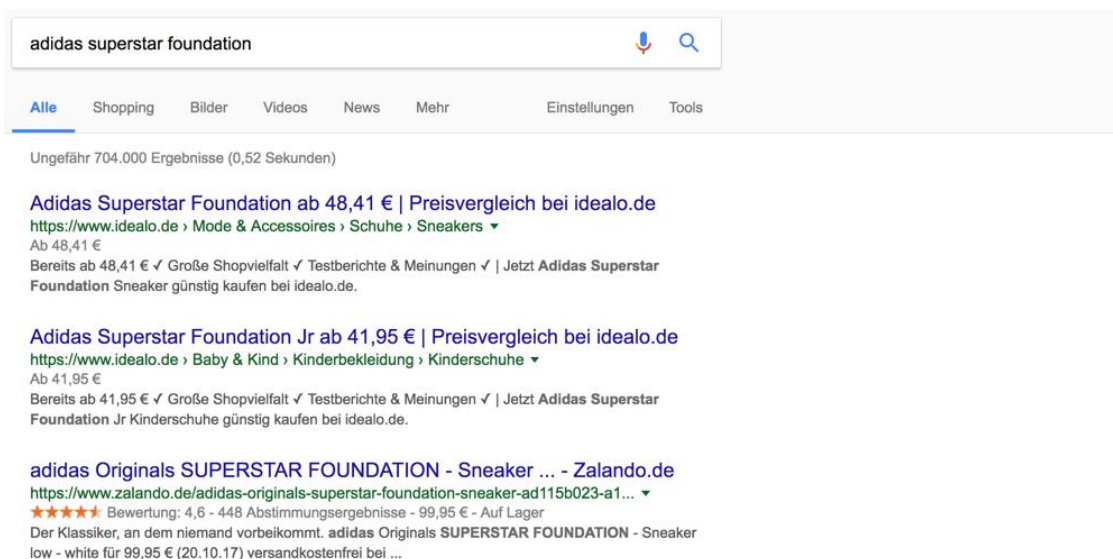 adidas superstar foundation
Alle Shopping Bilder Videos News Mehr Einstellungen Tools
Ungefähr 704.000 Ergebnisse (0,52 Sekunden)
Adidas Superstar Foundation ab 48,41 € | Preisvergleich bei idealo.de
https://www.idealo.de › Mode & Accessoires › Schuhe › Sneakers ▼
Ab 48,41 €
Bereits ab 48,41 € ✓ Große Shopvielfalt ✓ Testberichte & Meinungen ✓ | Jetzt Adidas Superstar
Foundation Sneaker günstig kaufen bei idealo.de.
Adidas Superstar Foundation Jr ab 41,95 € | Preisvergleich bei idealo.de
https://www.idealo.de › Baby & Kind › Kinderbekleidung › Kinderschuhe ▼
Ab 41,95 €
Bereits ab 41,95 € ✓ Große Shopvielfalt ✓ Testberichte & Meinungen ✓ | Jetzt Adidas Superstar
Foundation Jr Kinderschuhe günstig kaufen bei idealo.de.
adidas Originals SUPERSTAR FOUNDATION - Sneaker ... - Zalando.de
https://www.zalando.de/adidas-originals-superstar-foundation-sneaker-ad115b023-a1... ▼
Bewertung: 4,6 - 448 Abstimmungsergebnisse - 99,95 € - Auf Lager
Der Klassiker, an dem niemand vorbeikommt. adidas Originals SUPERSTAR FOUNDATION - Sneaker
low - white für 99,95 € (20.10.17) versandkostenfrei bei ...